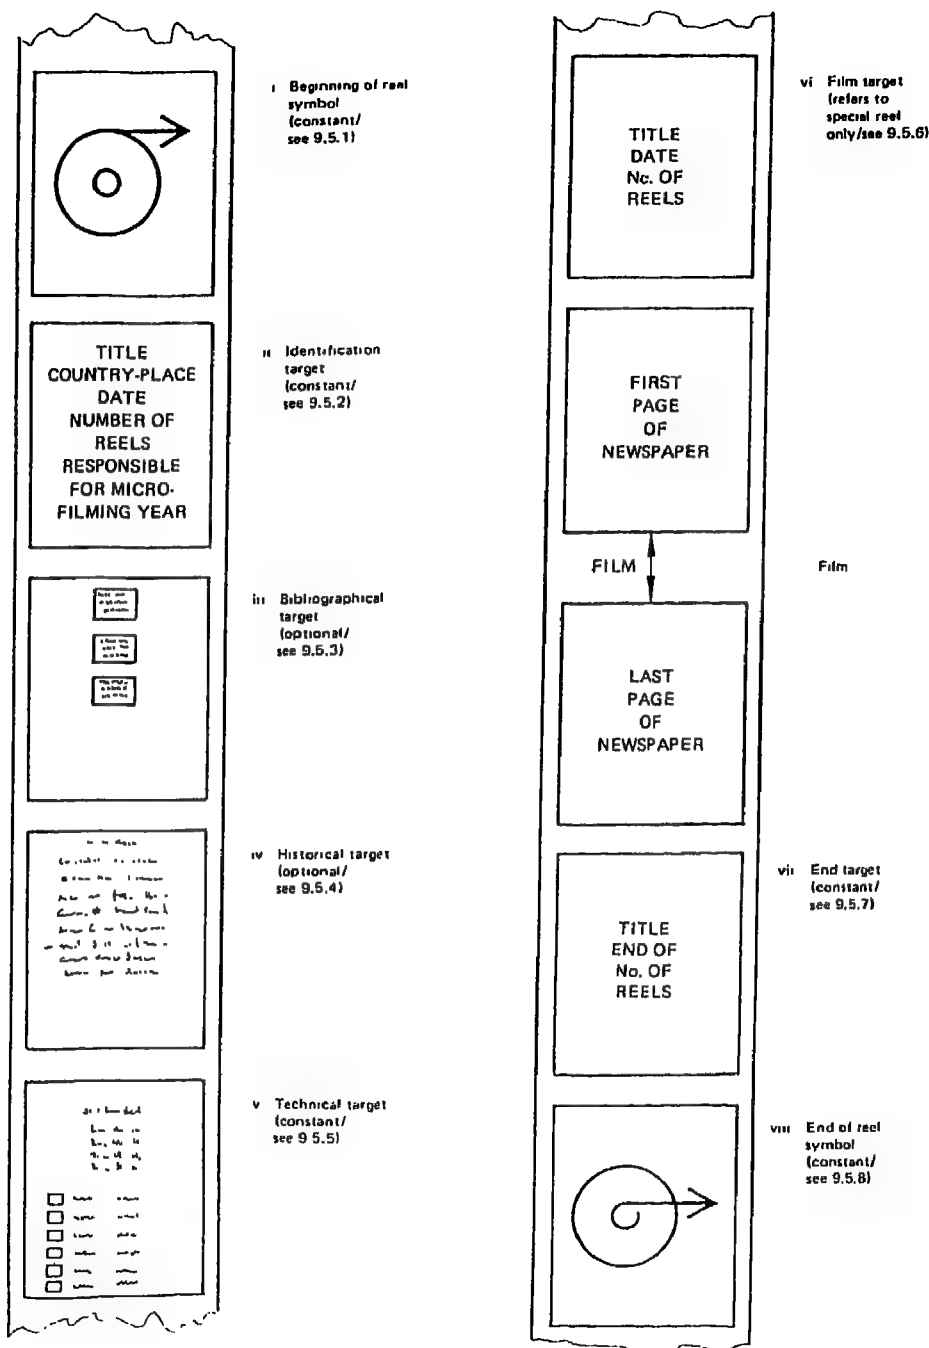 i Beginning of reel
symbol
(constant/
see 9.5.1)
TITLE
COUNTRY-PLACE
DATE
NUMBER OF
REELS
RESPONSIBLE
FOR MICRO-
FILMING YEAR
ii Identification
target
(constant/
see 9.5.2)
iii Bibliographical
target
(optional/
see 9.5.3)
iv Historical target
(optional/
see 9.5.4)
v Technical target
(constant/
see 9 5.5)
TITLE
DATE
Nc. OF
REELS
vi Film target
(refers to
special reel
only/see 9.5.6)
FIRST
PAGE
OF
NEWSPAPER
FILM
Film
LAST
PAGE
OF
NEWSPAPER
TITLE
END OF
No. OF
REELS
vii End target
(constant/
see 9.5.7)
viii End of reel
symbol
(constant/
see 9.5.8)